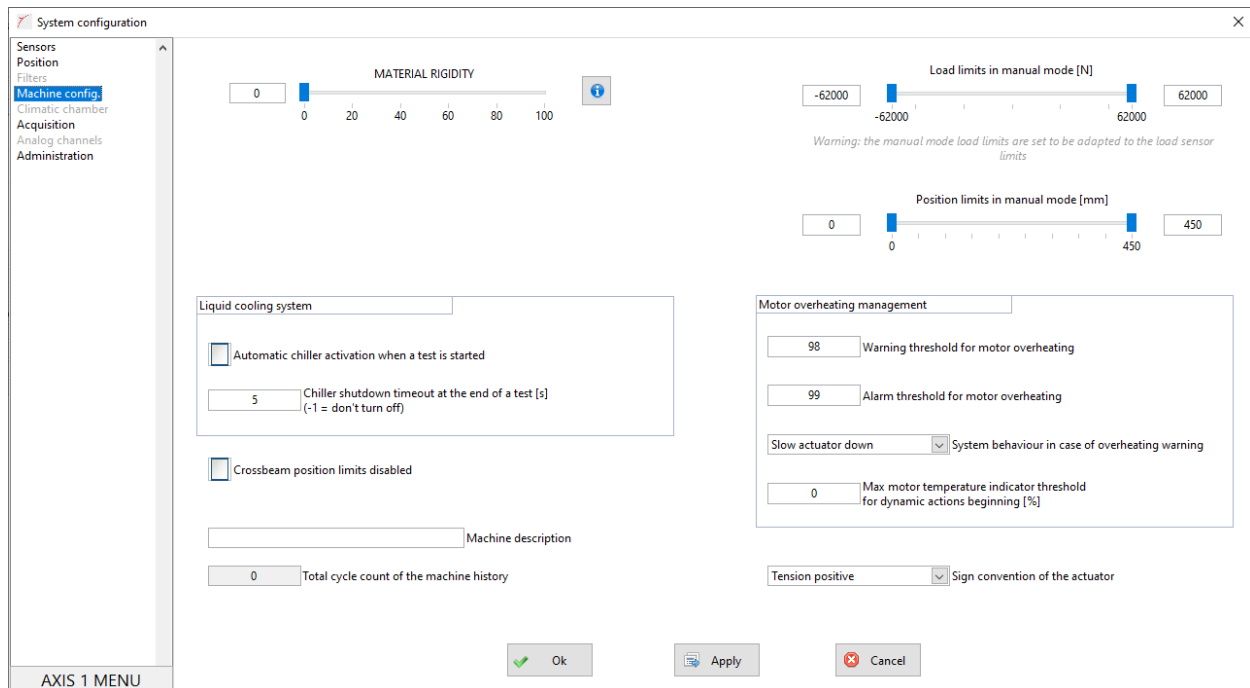 System configuration
Sensors
Position
Filters
Machine config.
Climatic chamber
Acquisition
Analog channels
Administration
AXIS 1 MENU
MATERIAL RIGIDITY
0
0 20 40 60 80 100
Load limits in manual mode [N]
-62000
62000
-62000 62000
Warning: the manual mode load limits are set to be adapted to the load sensor
limits
Position limits in manual mode [mm]
0
450
0 450
Liquid cooling system
Automatic chiller activation when a test is started
5
Chiller shutdown timeout at the end of a test [s]
(-1 = don't turn off)
Crossbeam position limits disabled
Machine description
0 Total cycle count of the machine history
Motor overheating management
98 Warning threshold for motor overheating
99 Alarm threshold for motor overheating
Slow actuator down System behaviour in case of overheating warning
0
Max motor temperature indicator threshold
for dynamic actions beginning [%]
Tension positive Sign convention of the actuator
Ok
Apply
Cancel